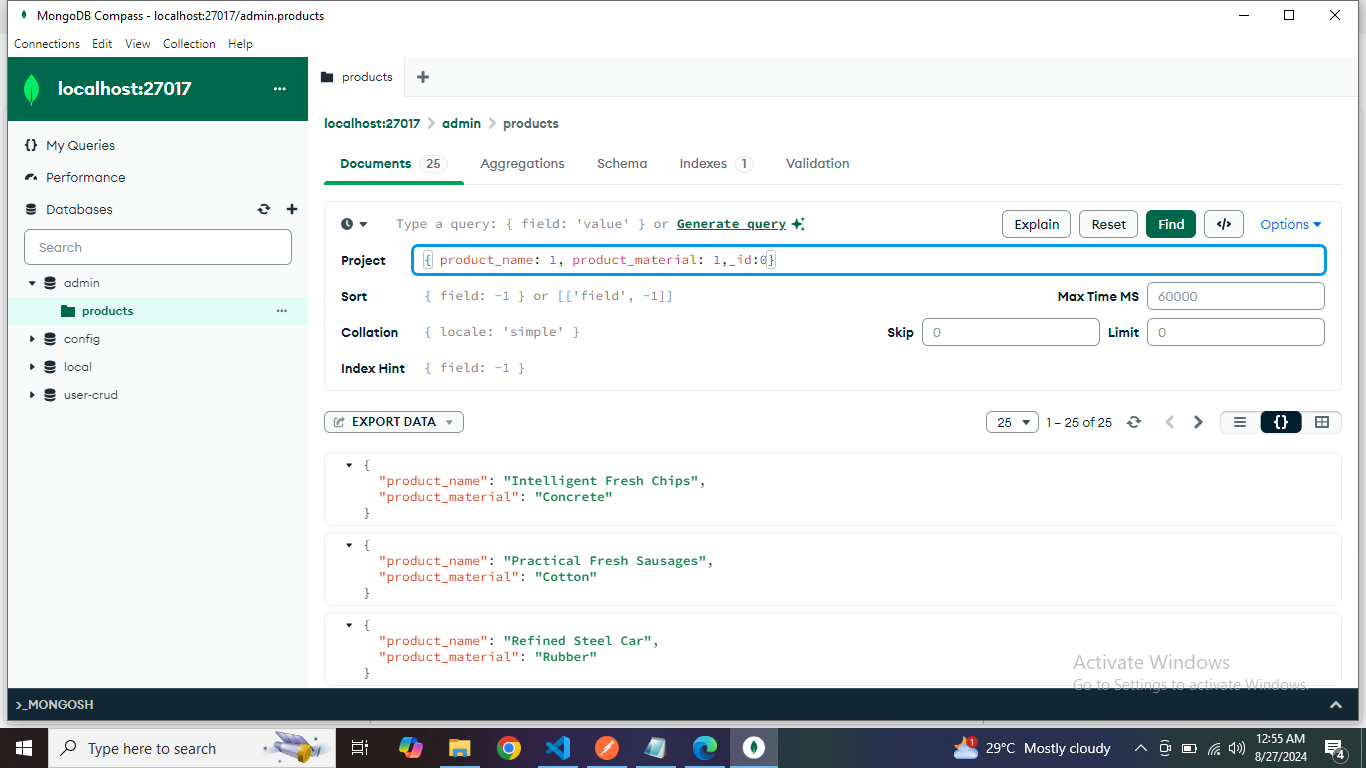 MongoDB Compass - localhost:27017/admin.products
Connections Edit View Collection Help
localhost:27017 ...
My Queries
Performance
Databases
Search
admin
products ...
config
local
user-crud
products
localhost:27017 > admin > products
Documents 25 Aggregations Schema Indexes 1 Validation
Type a query: { field: 'value' } or Generate query Explain Reset Find </> Options
Project { product_name: 1, product_material: 1,_id:0}
Sort { field: -1 } or [['field', -1]] Max Time MS 60000
Collation { locale: 'simple' } Skip 0 Limit 0
Index Hint { field: -1 }
EXPORT DATA 25 1 – 25 of 25 {}
{
"product_name": "Intelligent Fresh Chips",
"product_material": "Concrete"
}
{
"product_name": "Practical Fresh Sausages",
"product_material": "Cotton"
}
{
"product_name": "Refined Steel Car",
"product_material": "Rubber"
}
Activate Windows
Go to Settings to activate Windows.
>_MONGOSH
Type here to search
1 29°C Mostly cloudy
12:55 AM
8/27/2024
4